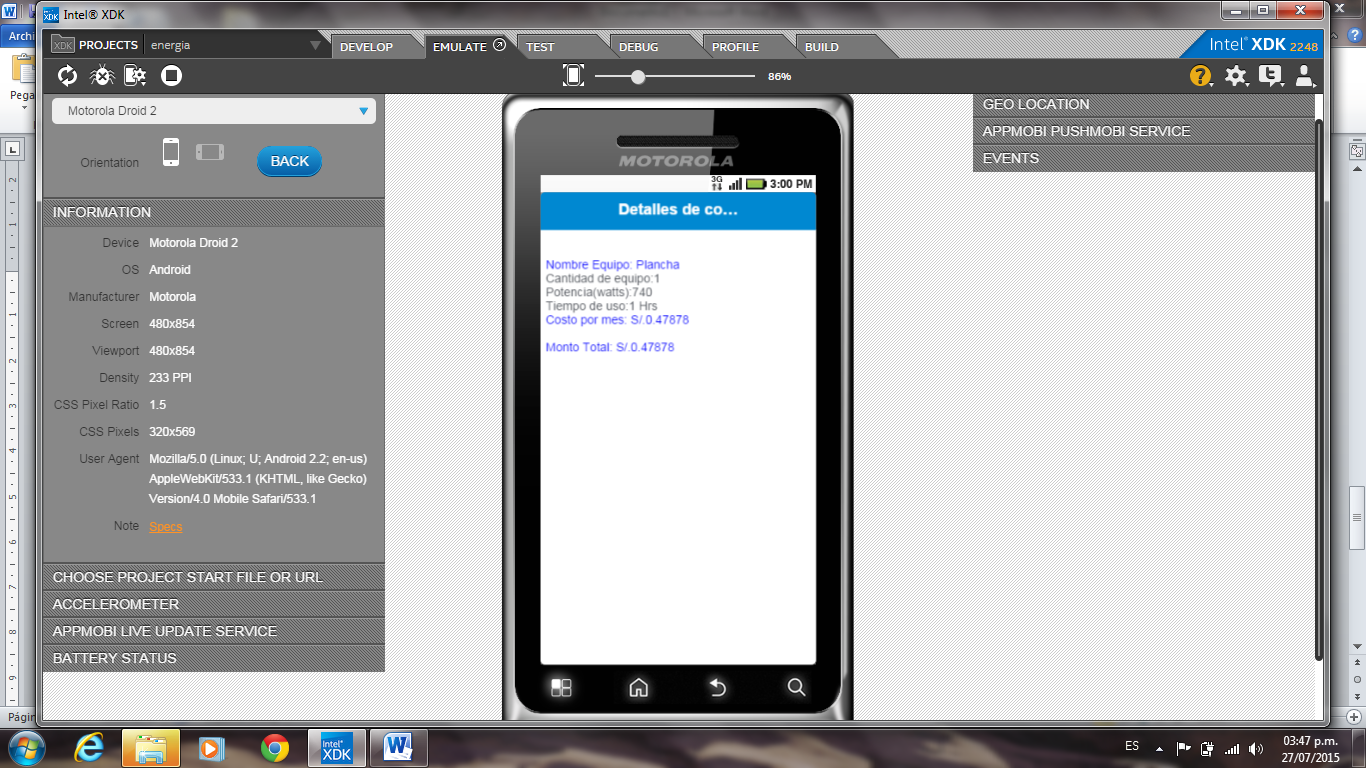 Intel® XDK
Archi
Pega
XDK PROJECTS energia
DEVELOP EMULATE TEST DEBUG PROFILE BUILD
Intel® XDK 2248
86%
Motorola Droid 2
Orientation
BACK
INFORMATION
Device Motorola Droid 2
OS Android
Manufacturer Motorola
Screen 480x854
Viewport 480x854
Density 233 PPI
CSS Pixel Ratio 1.5
CSS Pixels 320x569
User Agent Mozilla/5.0 (Linux; U; Android 2.2; en-us)
AppleWebKit/533.1 (KHTML, like Gecko)
Version/4.0 Mobile Safari/533.1
Note Specs
CHOOSE PROJECT START FILE OR URL
ACCELEROMETER
APPMOBI LIVE UPDATE SERVICE
BATTERY STATUS
MOTOROLA
3G 3:00 PM
Detalles de co...
Nombre Equipo: Plancha
Cantidad de equipo:1
Potencia(watts):740
Tiempo de uso:1 Hrs
Costo por mes: S/.0.47878
Monto Total: S/.0.47878
GEO LOCATION
APPMOBI PUSHMOBI SERVICE
EVENTS
Págin
Intel® XDK
ES
03:47 p.m.
27/07/2015